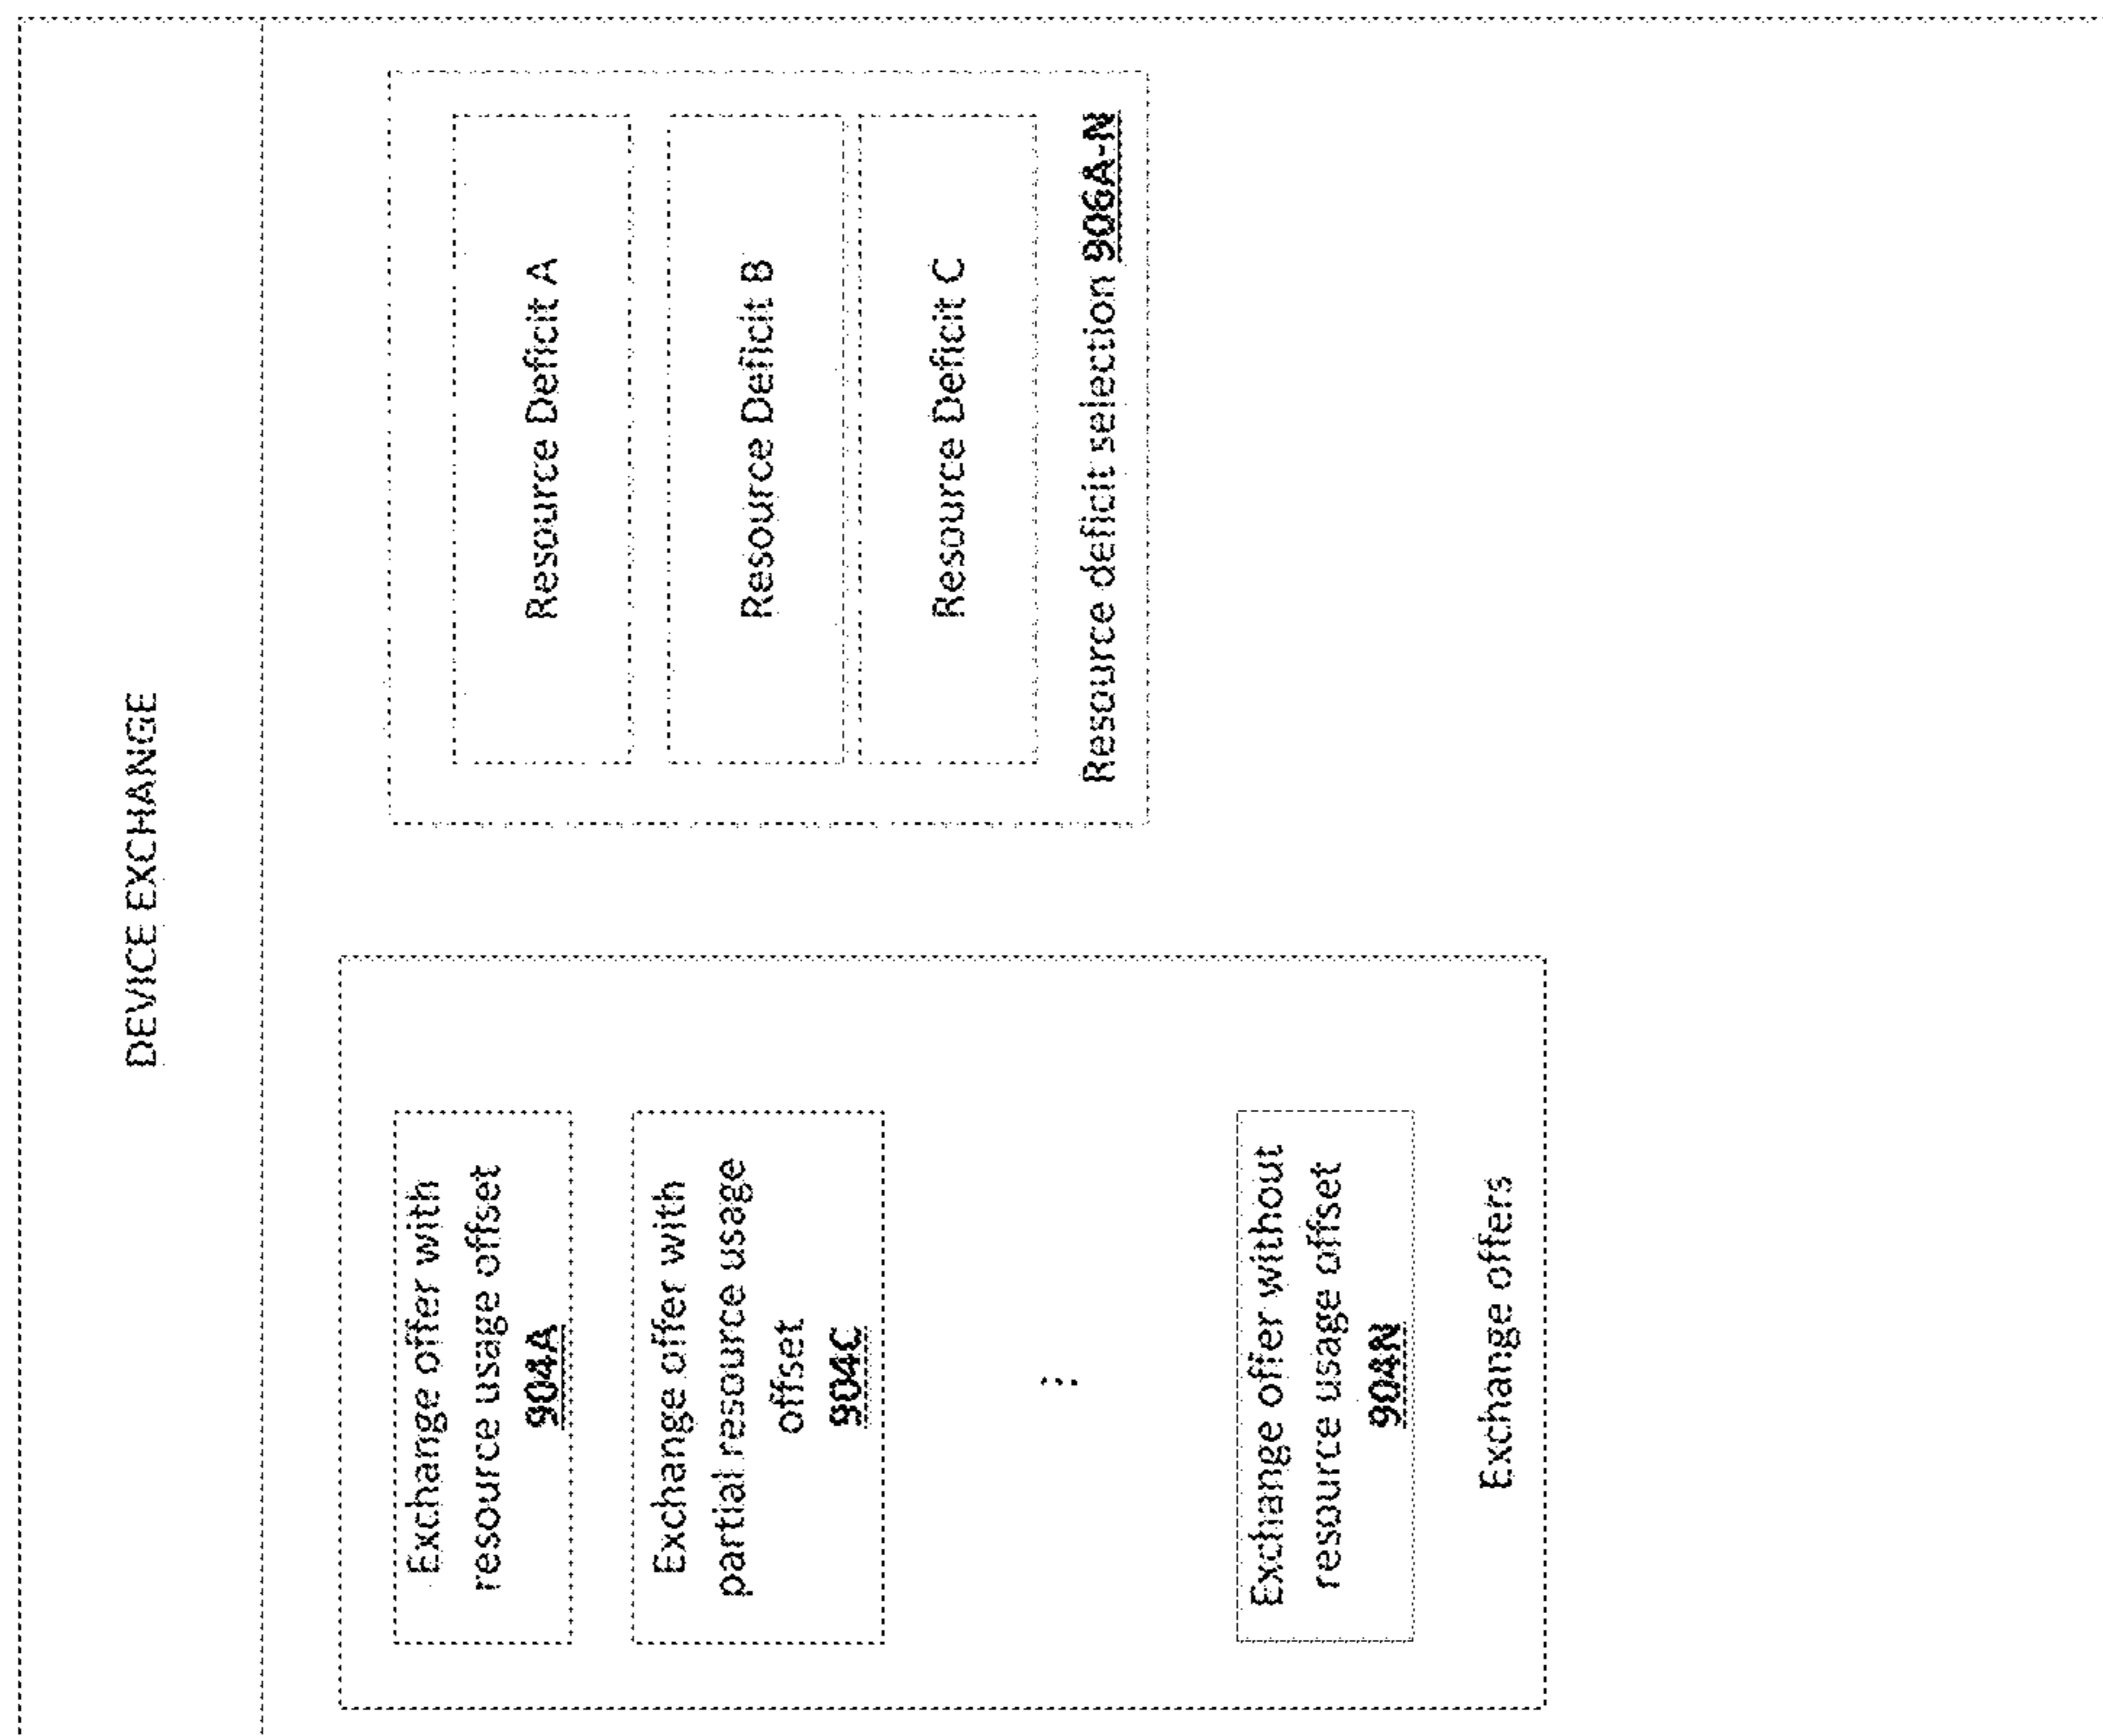 DEVICE EXCHANGE
Exchange offer with
resource usage offset
904A
Exchange offer with
partial resource usage
offset
904C
Exchange offer without
resource usage offset
904N
Exchange offers
Resource Deficit A
Resource Deficit B
Resource Deficit C
Resource deficit selection 906A-N